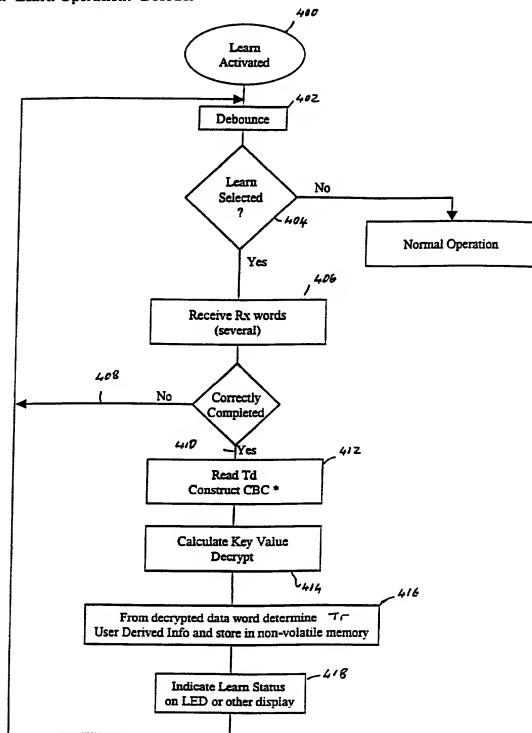 400
Learn
Activated
402
Debounce
Learn
Selected
?
404
No
Normal Operation
Yes
406
Receive Rx words
(several)
408
No
Correctly
Completed
410
Yes
412
Read Td
Construct CBC *
Calculate Key Value
Decrypt
414
416
From decrypted data word determine Tr
User Derived Info and store in non-volatile memory
418
Indicate Learn Status
on LED or other display